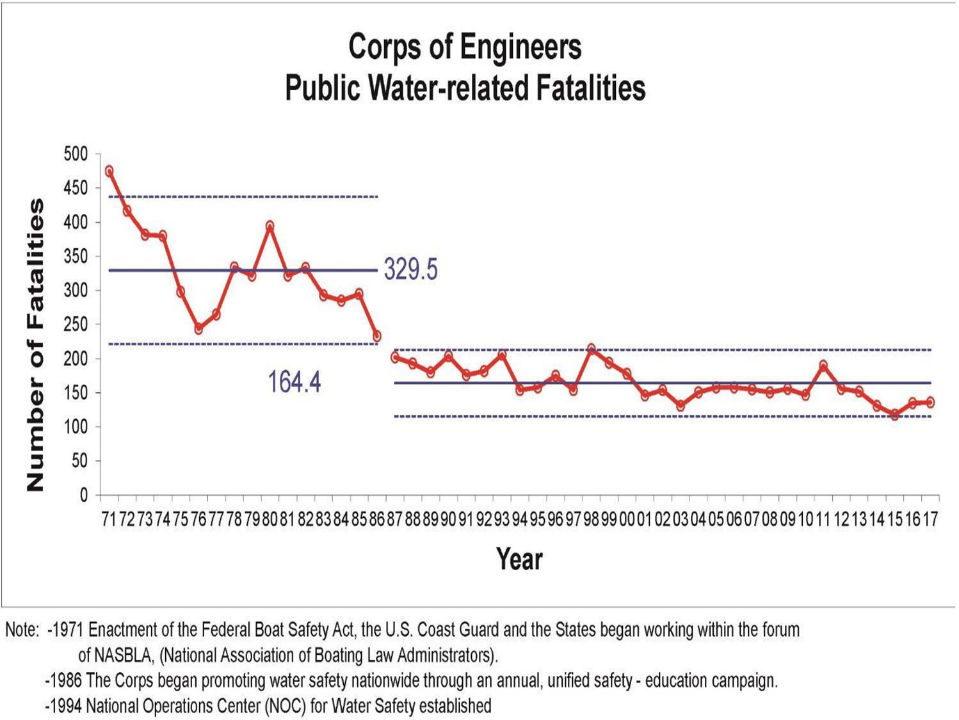 Corps of Engineers
Public Water-related Fatalities
Number of Fatalities
500
450
400
350
300
250
200
150
100
50
0
329.5
164.4
71 72 73 74 75 76 77 78 79 80 81 82 83 84 85 86 87 88 89 90 91 92 93 94 95 96 97 98 99 00 01 02 03 04 05 06 07 08 09 10 11 12 13 14 15 16 17
Year
Note: -1971 Enactment of the Federal Boat Safety Act, the U.S. Coast Guard and the States began working within the forum
of NASBLA, (National Association of Boating Law Administrators).
-1986 The Corps began promoting water safety nationwide through an annual, unified safety - education campaign.
-1994 National Operations Center (NOC) for Water Safety established